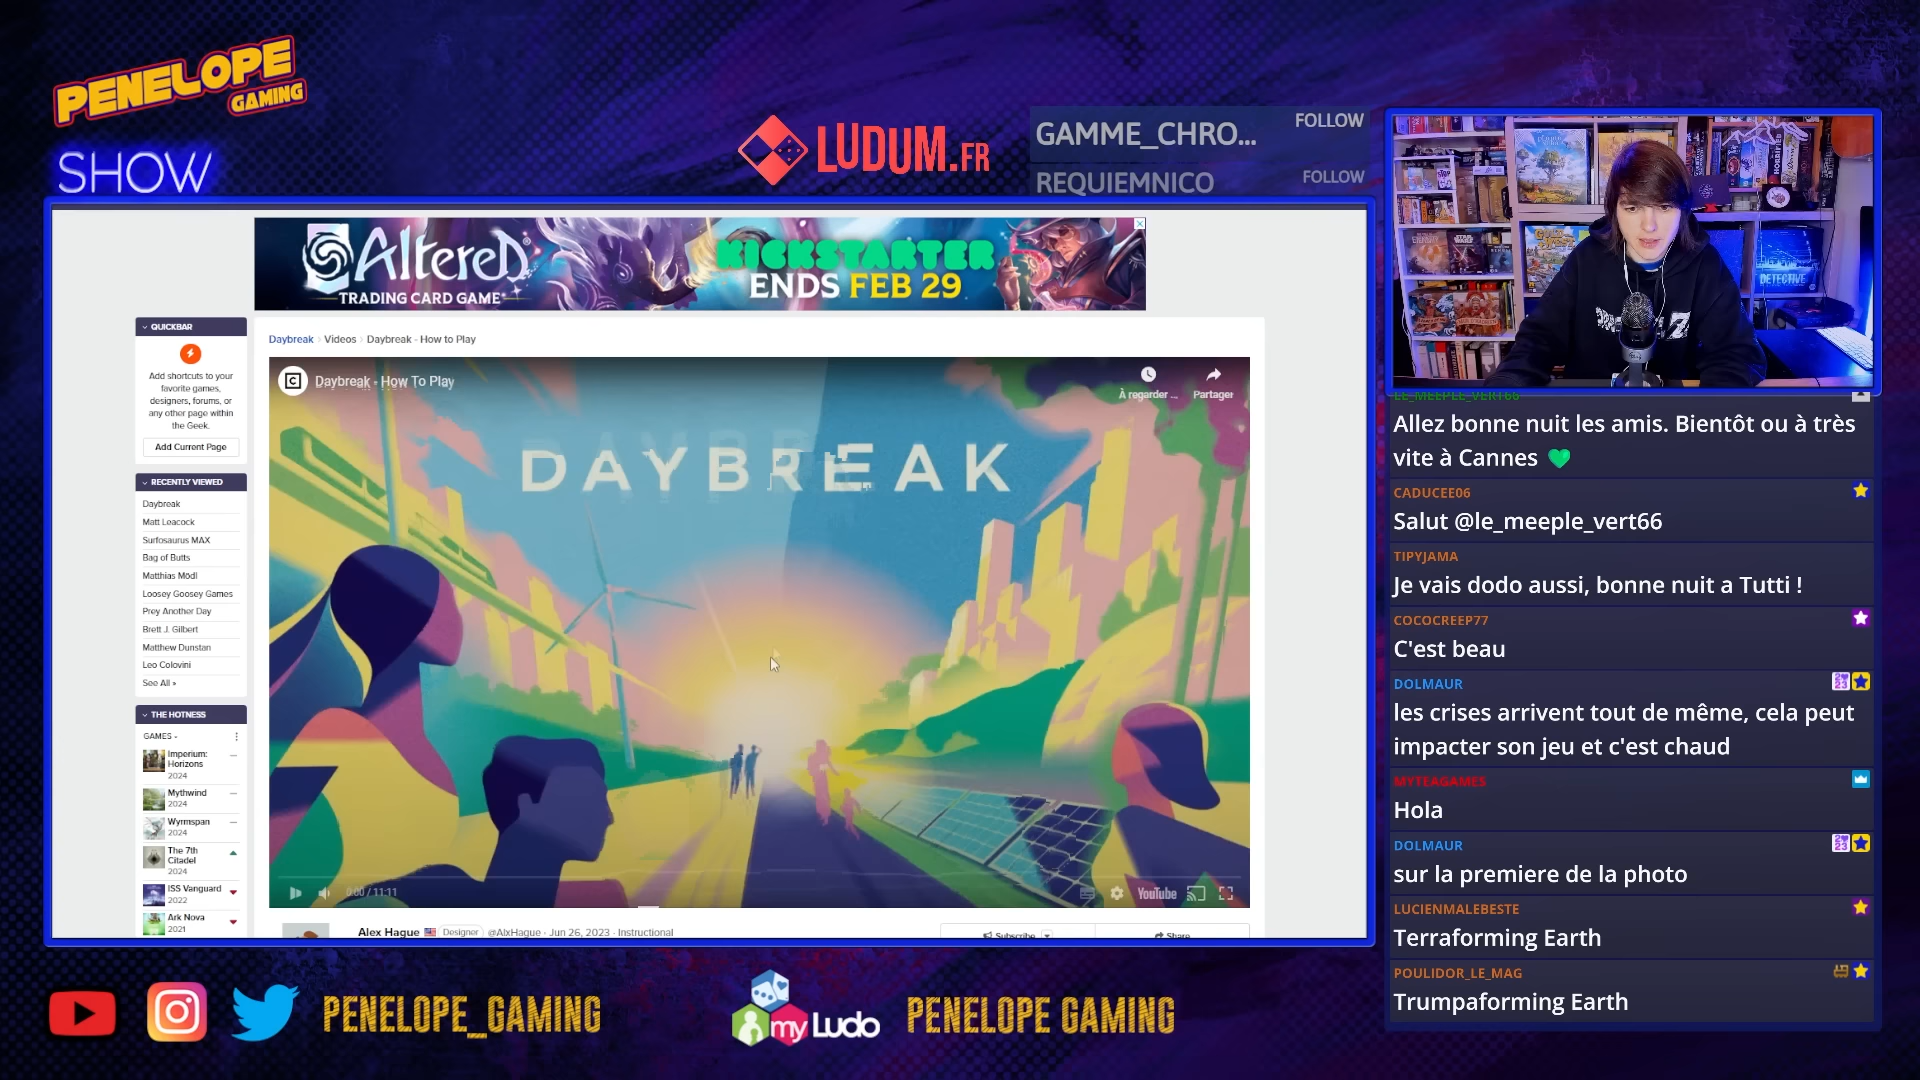 PENELOPE
GAMING
SHOW
LUDUM.FR
GAMME_CHRO... FOLLOW
REQUIEMNICO FOLLOW
Altered
TRADING CARD GAME
KICKSTARTER
ENDS FEB 29
QUICKBAR
Add shortcuts to your
favorite games,
designers, forums, or
any other page within
the Geek.
Add Current Page
RECENTLY VIEWED
Daybreak
Matt Leacock
Surfosaurus MAX
Bag of Butts
Matthias Mödl
Loosey Goosey Games
Prey Another Day
Brett J. Gilbert
Matthew Dunstan
Leo Colovini
See All »
THE HOTNESS
GAMES
Imperium:
Horizons
2024
Mythwind
2024
Wyrmspan
2024
The 7th
Citadel
2024
ISS Vanguard
2022
Ark Nova
2021
Daybreak › Videos › Daybreak - How to Play
Daybreak - How To Play
À regarder ... Partager
DAYBREAK
0:00 / 11:11
YouTube
Alex Hague Designer @AlxHague · Jun 26, 2023 · Instructional
Subscribe
Share
DETECTIVE
LE_MEEPLE_VERT66
Allez bonne nuit les amis. Bientôt ou à très
vite à Cannes 💚
CADUCEE06
Salut @le_meeple_vert66
TIPYJAMA
Je vais dodo aussi, bonne nuit a Tutti !
COCOCREEP77
C'est beau
DOLMAUR
les crises arrivent tout de même, cela peut
impacter son jeu et c'est chaud
MYTEAGAMES
Hola
DOLMAUR
sur la premiere de la photo
LUCIENMALEBESTE
Terraforming Earth
POULIDOR_LE_MAG
Trumpaforming Earth
PENELOPE_GAMING
my Ludo
PENELOPE GAMING